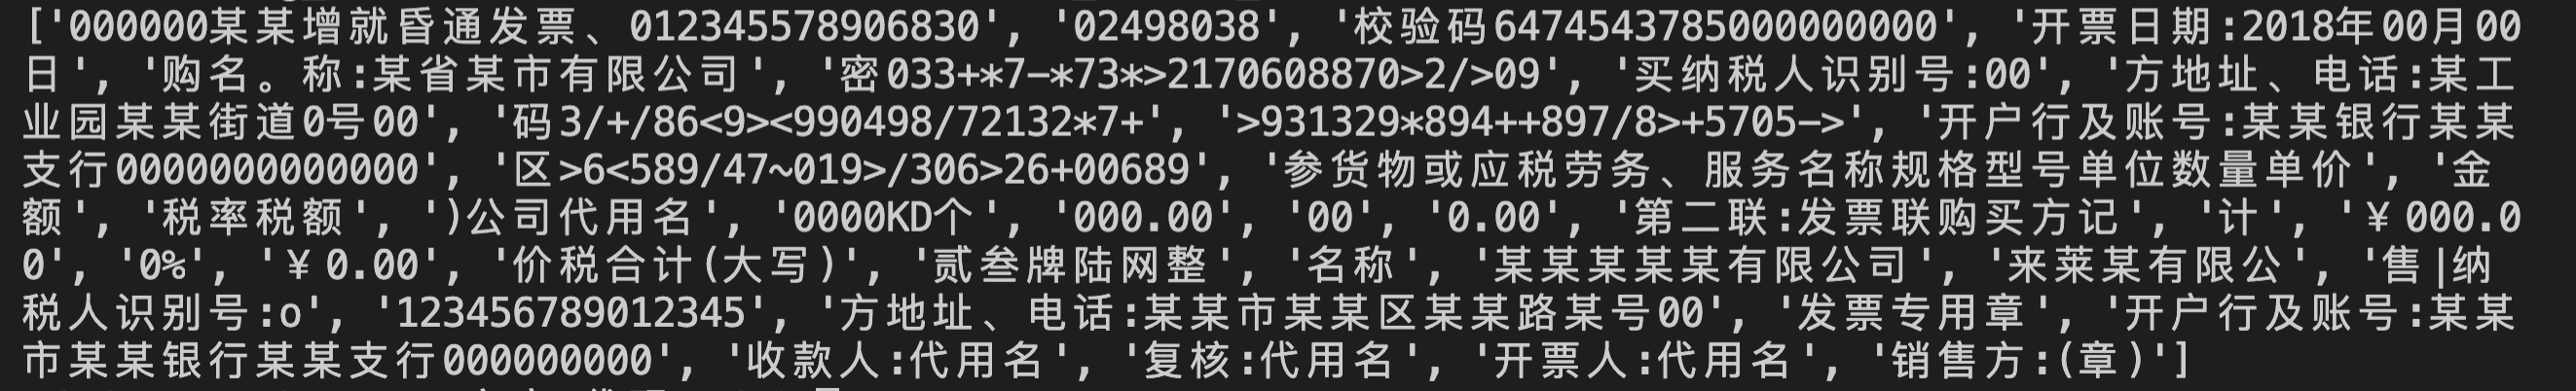 ['000000某某增就昏通发票、012345578906830', '02498038', '校验码64745437850000000000', '开票日期:2018年00月00
日', '购名。称:某省某市有限公司', '密033+*7-*73*>2170608870>2/>09', '买纳税人识别号:00', '方地址、电话:某工
业园某某街道0号00', '码3/+/86<9><990498/72132*7+', '>931329*894++897/8>+5705->', '开户行及账号:某某银行某某
支行0000000000000', '区>6<589/47~019>/306>26+00689', '参货物或应税劳务、服务名称规格型号单位数量单价', '金
额', '税率税额', ')公司代用名', '0000KD个', '000.00', '00', '0.00', '第二联:发票联购买方记', '计', '￥000.0
0', '0%', '￥0.00', '价税合计(大写)', '贰叁牌陆网整', '名称', '某某某某某有限公司', '来莱某有限公', '售|纳
税人识别号:o', '123456789012345', '方地址、电话:某某市某某区某某路某号00', '发票专用章', '开户行及账号:某某
市某某银行某某支行000000000', '收款人:代用名', '复核:代用名', '开票人:代用名', '销售方:(章)']